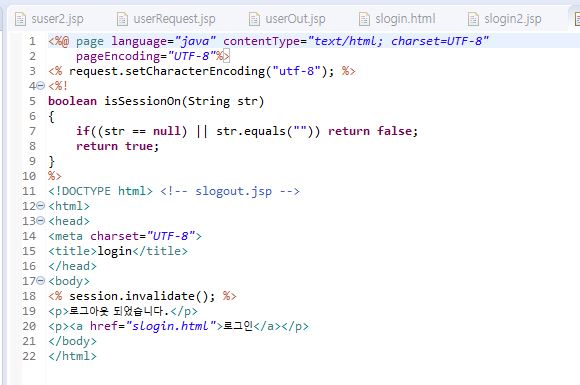 suser2.jsp userRequest.jsp userOut.jsp slogin.html slogin2.jsp
1 <%@ page language="java" contentType="text/html; charset=UTF-8"
2     pageEncoding="UTF-8"%>
3 <% request.setCharacterEncoding("utf-8"); %>
4 <%!
5 boolean isSessionOn(String str)
6 {
7     if((str == null) || str.equals("")) return false;
8     return true;
9 }
10 %>
11 <!DOCTYPE html> <!-- slogout.jsp -->
12 <html>
13 <head>
14 <meta charset="UTF-8">
15 <title>login</title>
16 </head>
17 <body>
18 <% session.invalidate(); %>
19 <p>로그아웃 되었습니다.</p>
20 <p><a href="slogin.html">로그인</a></p>
21 </body>
22 </html>